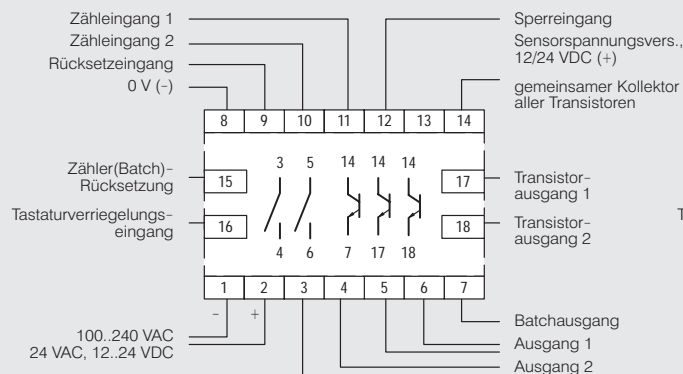 Zähleingang 1
Zähleingang 2
Rücksetzeingang
0 V (-)
Sperreingang
Sensorspannungsvers.,
12/24 VDC (+)
gemeinsamer Kollektor
aller Transistoren
8 9 10 11 12 13 14
Zähler(Batch)-
Rücksetzung
Tastaturverriegelungs-
eingang
15
16
3 5 14 14 14
4 6 7 17 18
17
18
Transistor-
ausgang 1
Transistor-
ausgang 2
T
1 2 3 4 5 6 7
- +
100..240 VAC
24 VAC, 12..24 VDC
Batchausgang
Ausgang 1
Ausgang 2